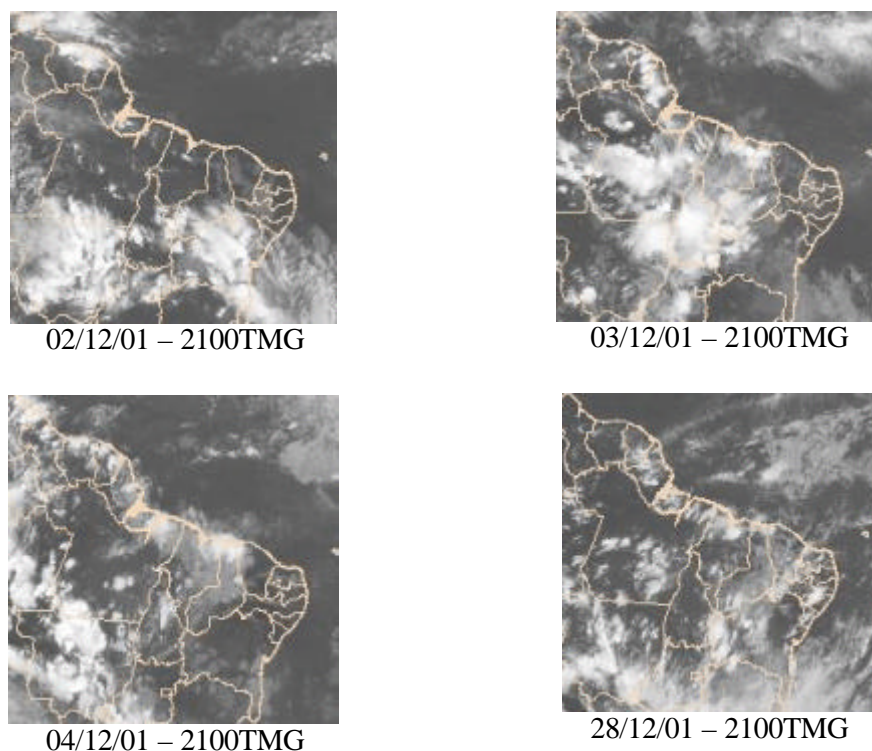 02/12/01 – 2100TMG
03/12/01 – 2100TMG
04/12/01 – 2100TMG
28/12/01 – 2100TMG